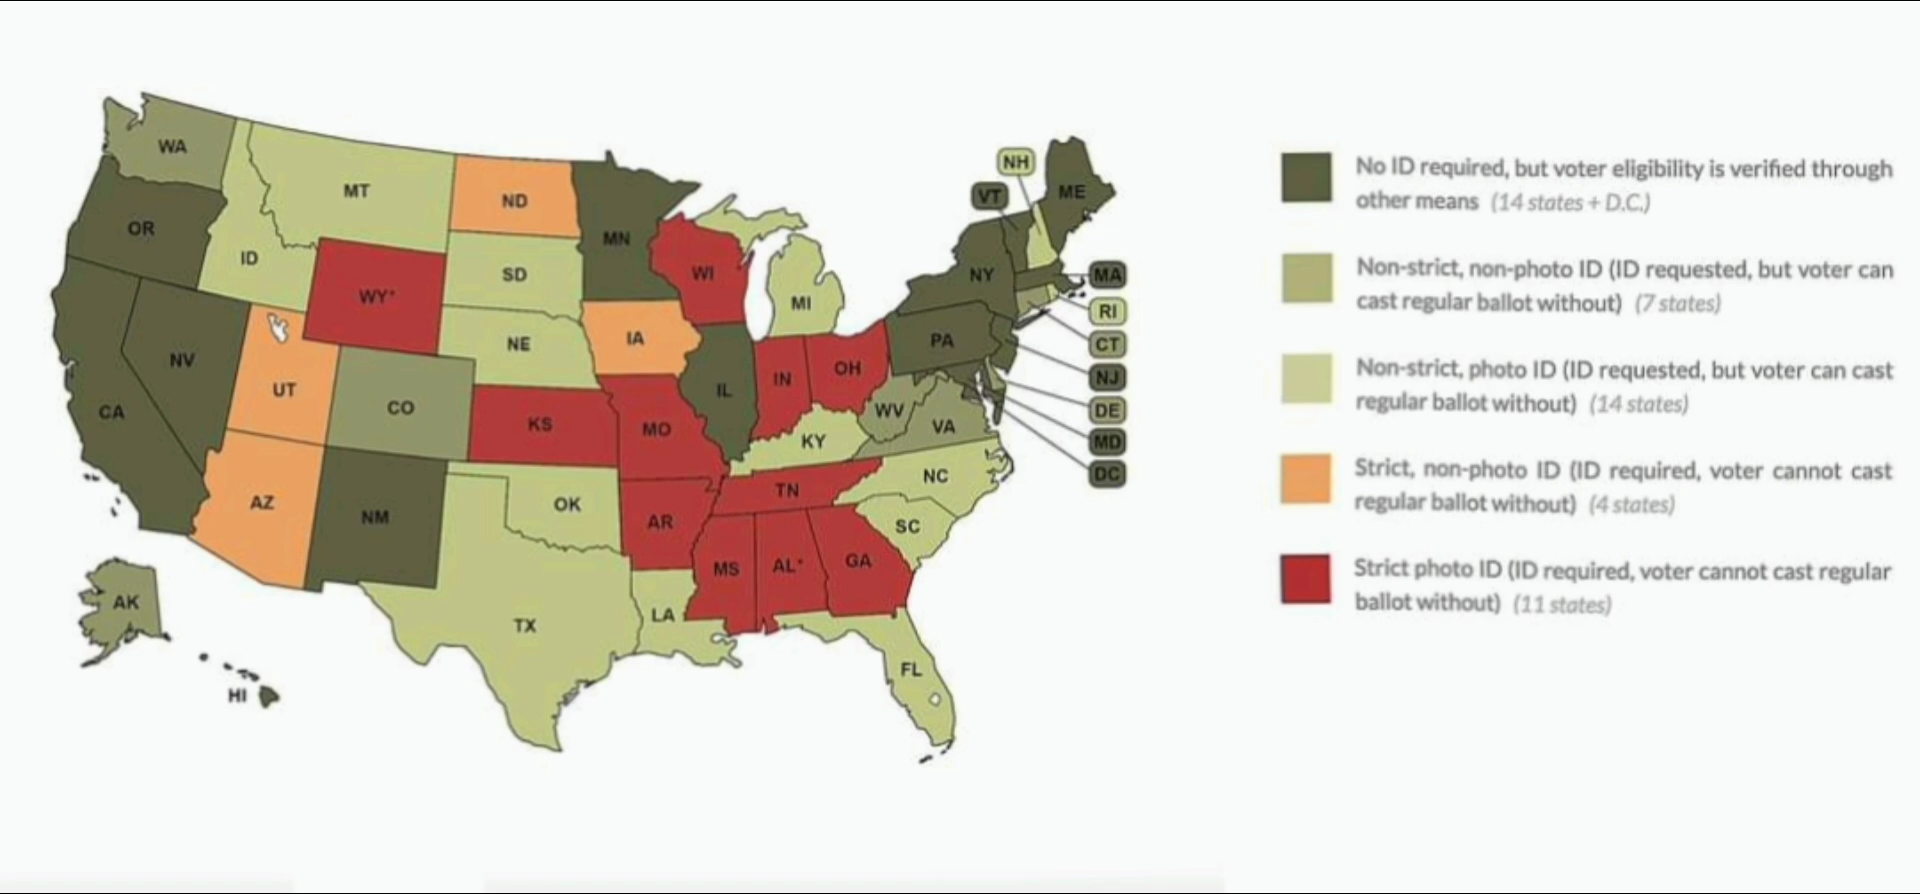 WA
MT
ND
MN
OR
ID
WY*
SD
WI
MI
NH
VT
ME
NY
MA
RI
CT
NJ
DE
MD
DC
NV
UT
CO
NE
IA
IL
IN
OH
PA
WV
VA
CA
AZ
NM
KS
MO
KY
NC
TN
SC
OK
AR
MS
AL*
GA
TX
LA
FL
AK
HI
No ID required, but voter eligibility is verified through
other means (14 states + D.C.)
Non-strict, non-photo ID (ID requested, but voter can
cast regular ballot without) (7 states)
Non-strict, photo ID (ID requested, but voter can cast
regular ballot without) (14 states)
Strict, non-photo ID (ID required, voter cannot cast
regular ballot without) (4 states)
Strict photo ID (ID required, voter cannot cast regular
ballot without) (11 states)